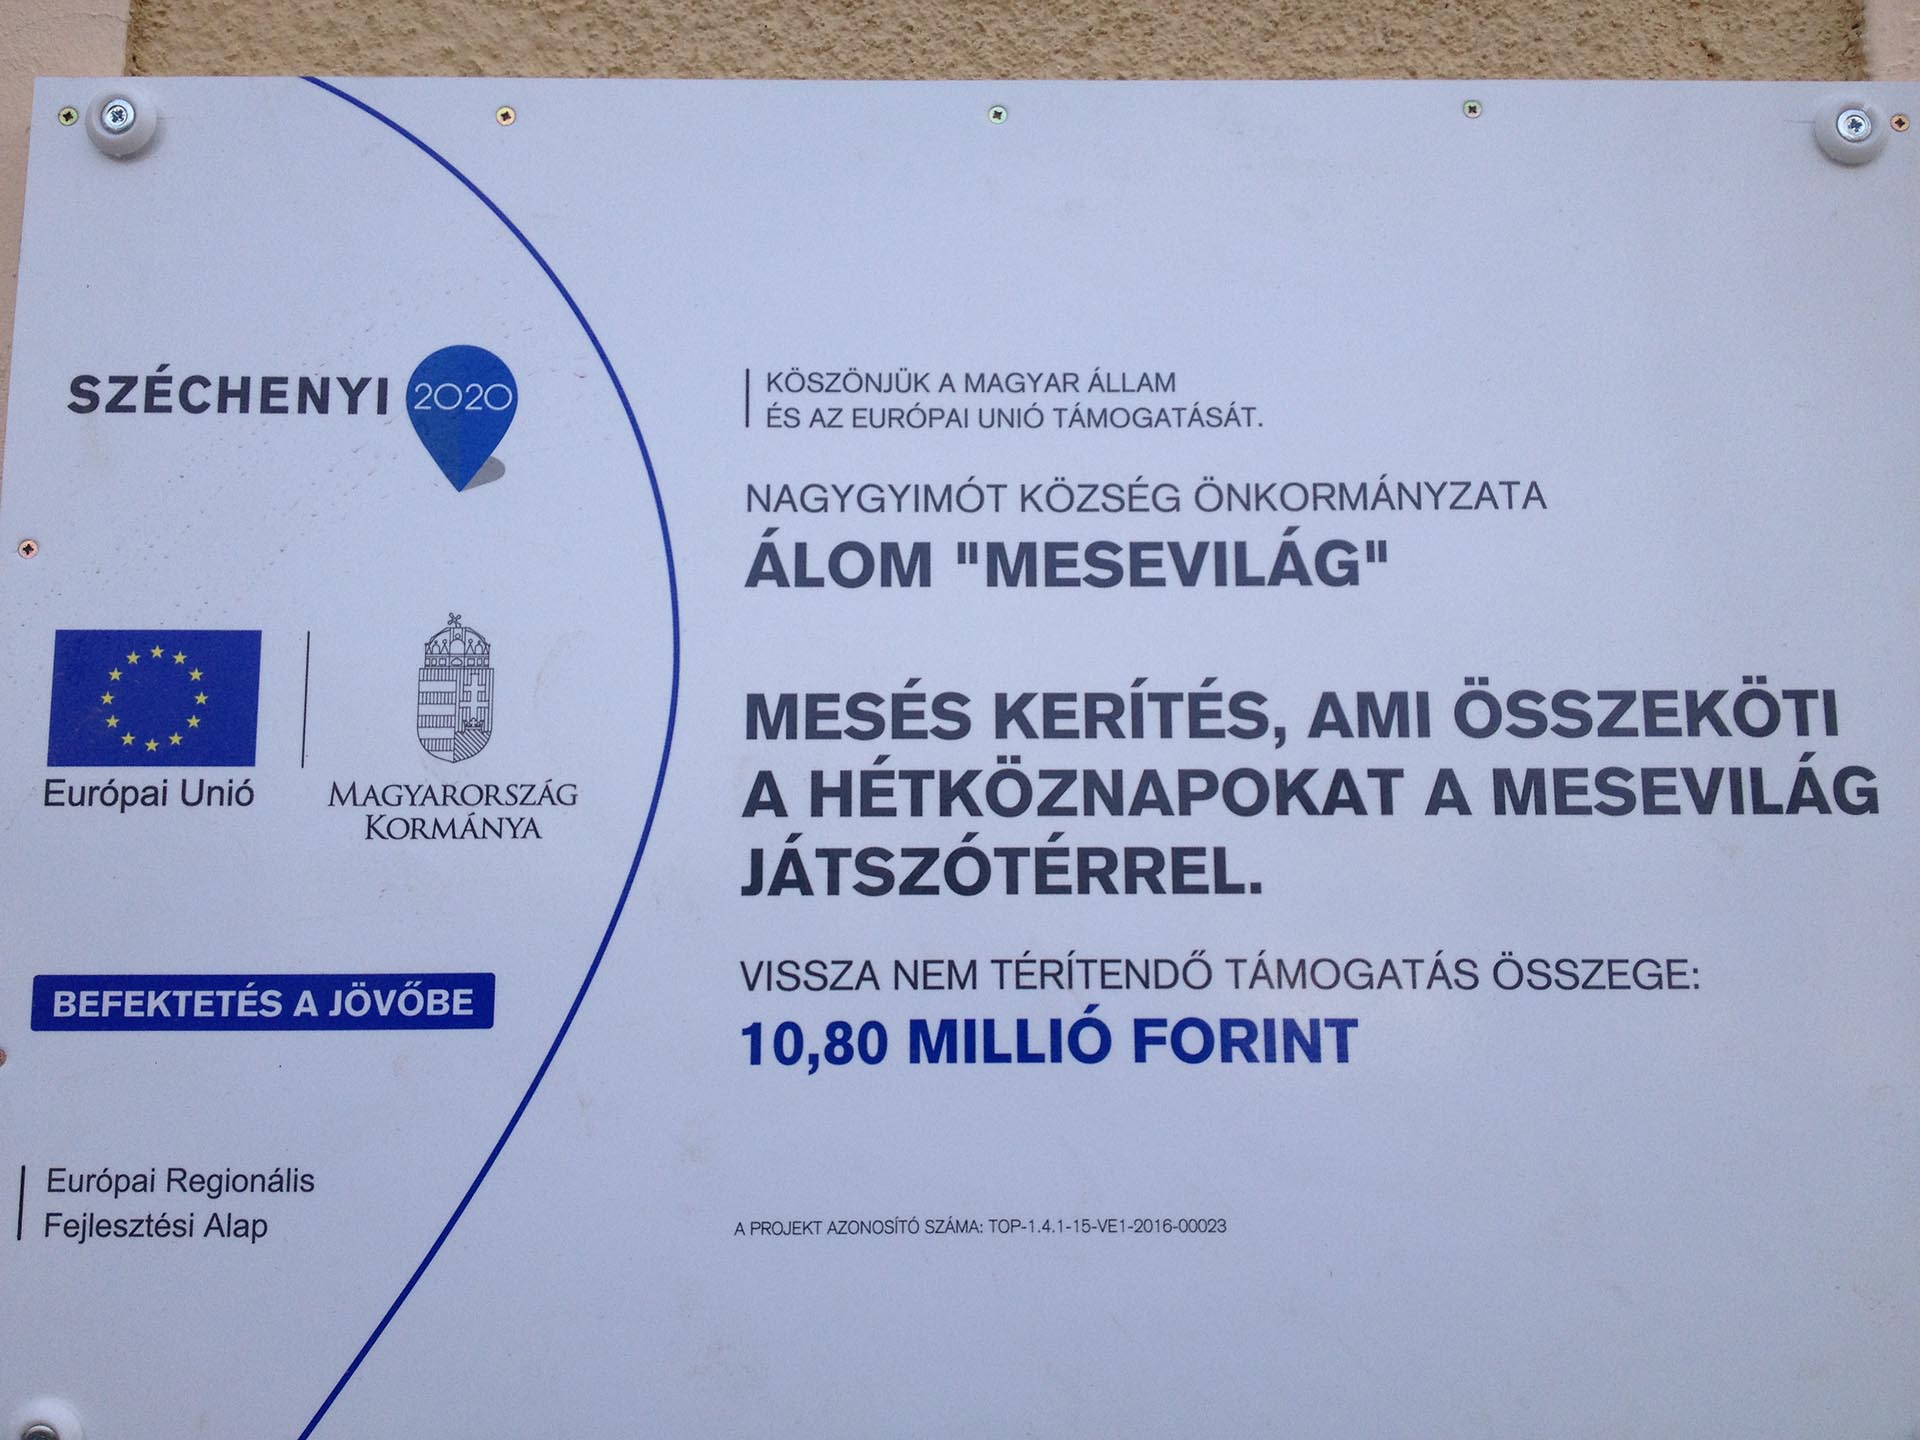 SZÉCHENYI 2020
Európai Unió
MAGYARORSZÁG
KORMÁNYA
BEFEKTETÉS A JÖVŐBE
Európai Regionális
Fejlesztési Alap
KÖSZÖNJÜK A MAGYAR ÁLLAM
ÉS AZ EURÓPAI UNIÓ TÁMOGATÁSÁT.
NAGYGYIMÓT KÖZSÉG ÖNKORMÁNYZATA
ÁLOM "MESEVILÁG"
MESÉS KERÍTÉS, AMI ÖSSZEKÖTI
A HÉTKÖZNAPOKAT A MESEVILÁG
JÁTSZÓTÉRREL.
VISSZA NEM TÉRÍTENDŐ TÁMOGATÁS ÖSSZEGE:
10,80 MILLIÓ FORINT
A PROJEKT AZONOSÍTÓ SZÁMA: TOP-1.4.1-15-VE1-2016-00023